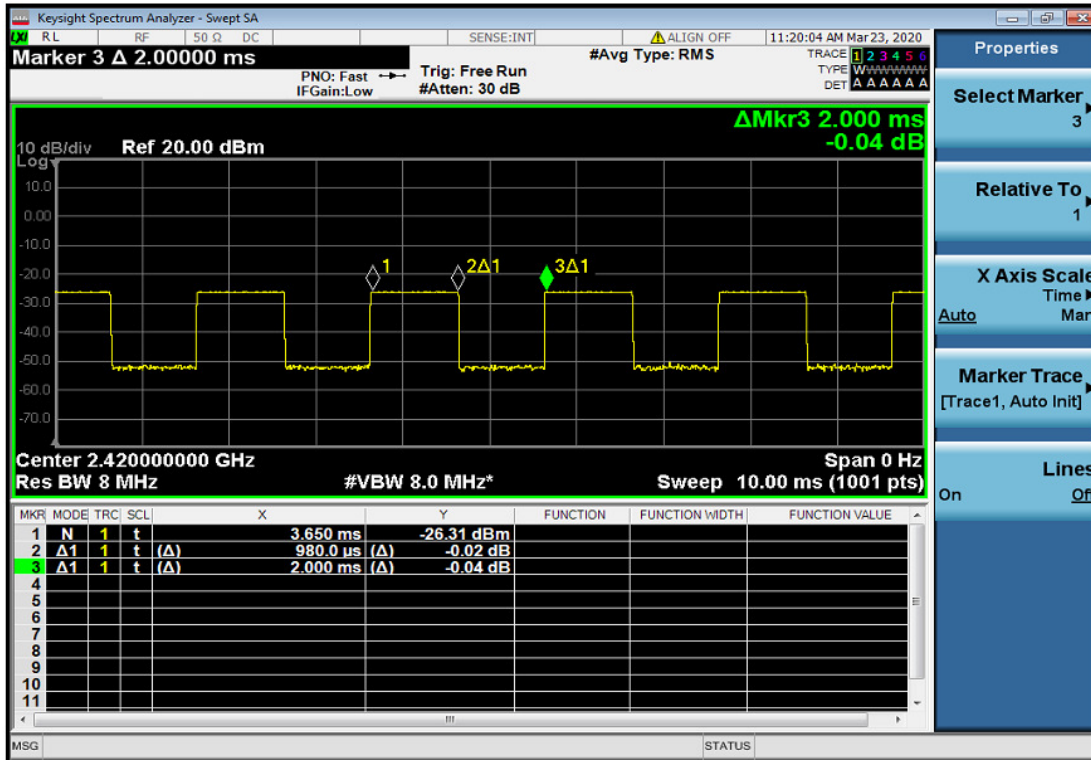 Keysight Spectrum Analyzer - Swept SA
LXI RL RF 50 Ω DC SENSE:INT ALIGN OFF 11:20:04 AM Mar 23, 2020
Marker 3 Δ 2.00000 ms
PNO: Fast
IFGain:Low
Trig: Free Run
#Atten: 30 dB
#Avg Type: RMS
TRACE 1 2 3 4 5 6
TYPE WWWWWW
DET A A A A A A
ΔMkr3 2.000 ms
-0.04 dB
10 dB/div Ref 20.00 dBm
Log
10.0
0.00
-10.0
-20.0
-30.0
-40.0
-50.0
-60.0
-70.0
1 2Δ1 3Δ1
Center 2.420000000 GHz Span 0 Hz
Res BW 8 MHz #VBW 8.0 MHz* Sweep 10.00 ms (1001 pts)
MKR MODE TRC SCL X Y FUNCTION FUNCTION WIDTH FUNCTION VALUE
1 N 1 t 3.650 ms -26.31 dBm
2 Δ1 1 t (Δ) 980.0 µs (Δ) -0.02 dB
3 Δ1 1 t (Δ) 2.000 ms (Δ) -0.04 dB
4
5
6
7
8
9
10
11
MSG STATUS
Properties
Select Marker
3
Relative To
1
X Axis Scale
Time
Auto Man
Marker Trace
[Trace1, Auto Init]
Lines
On Off